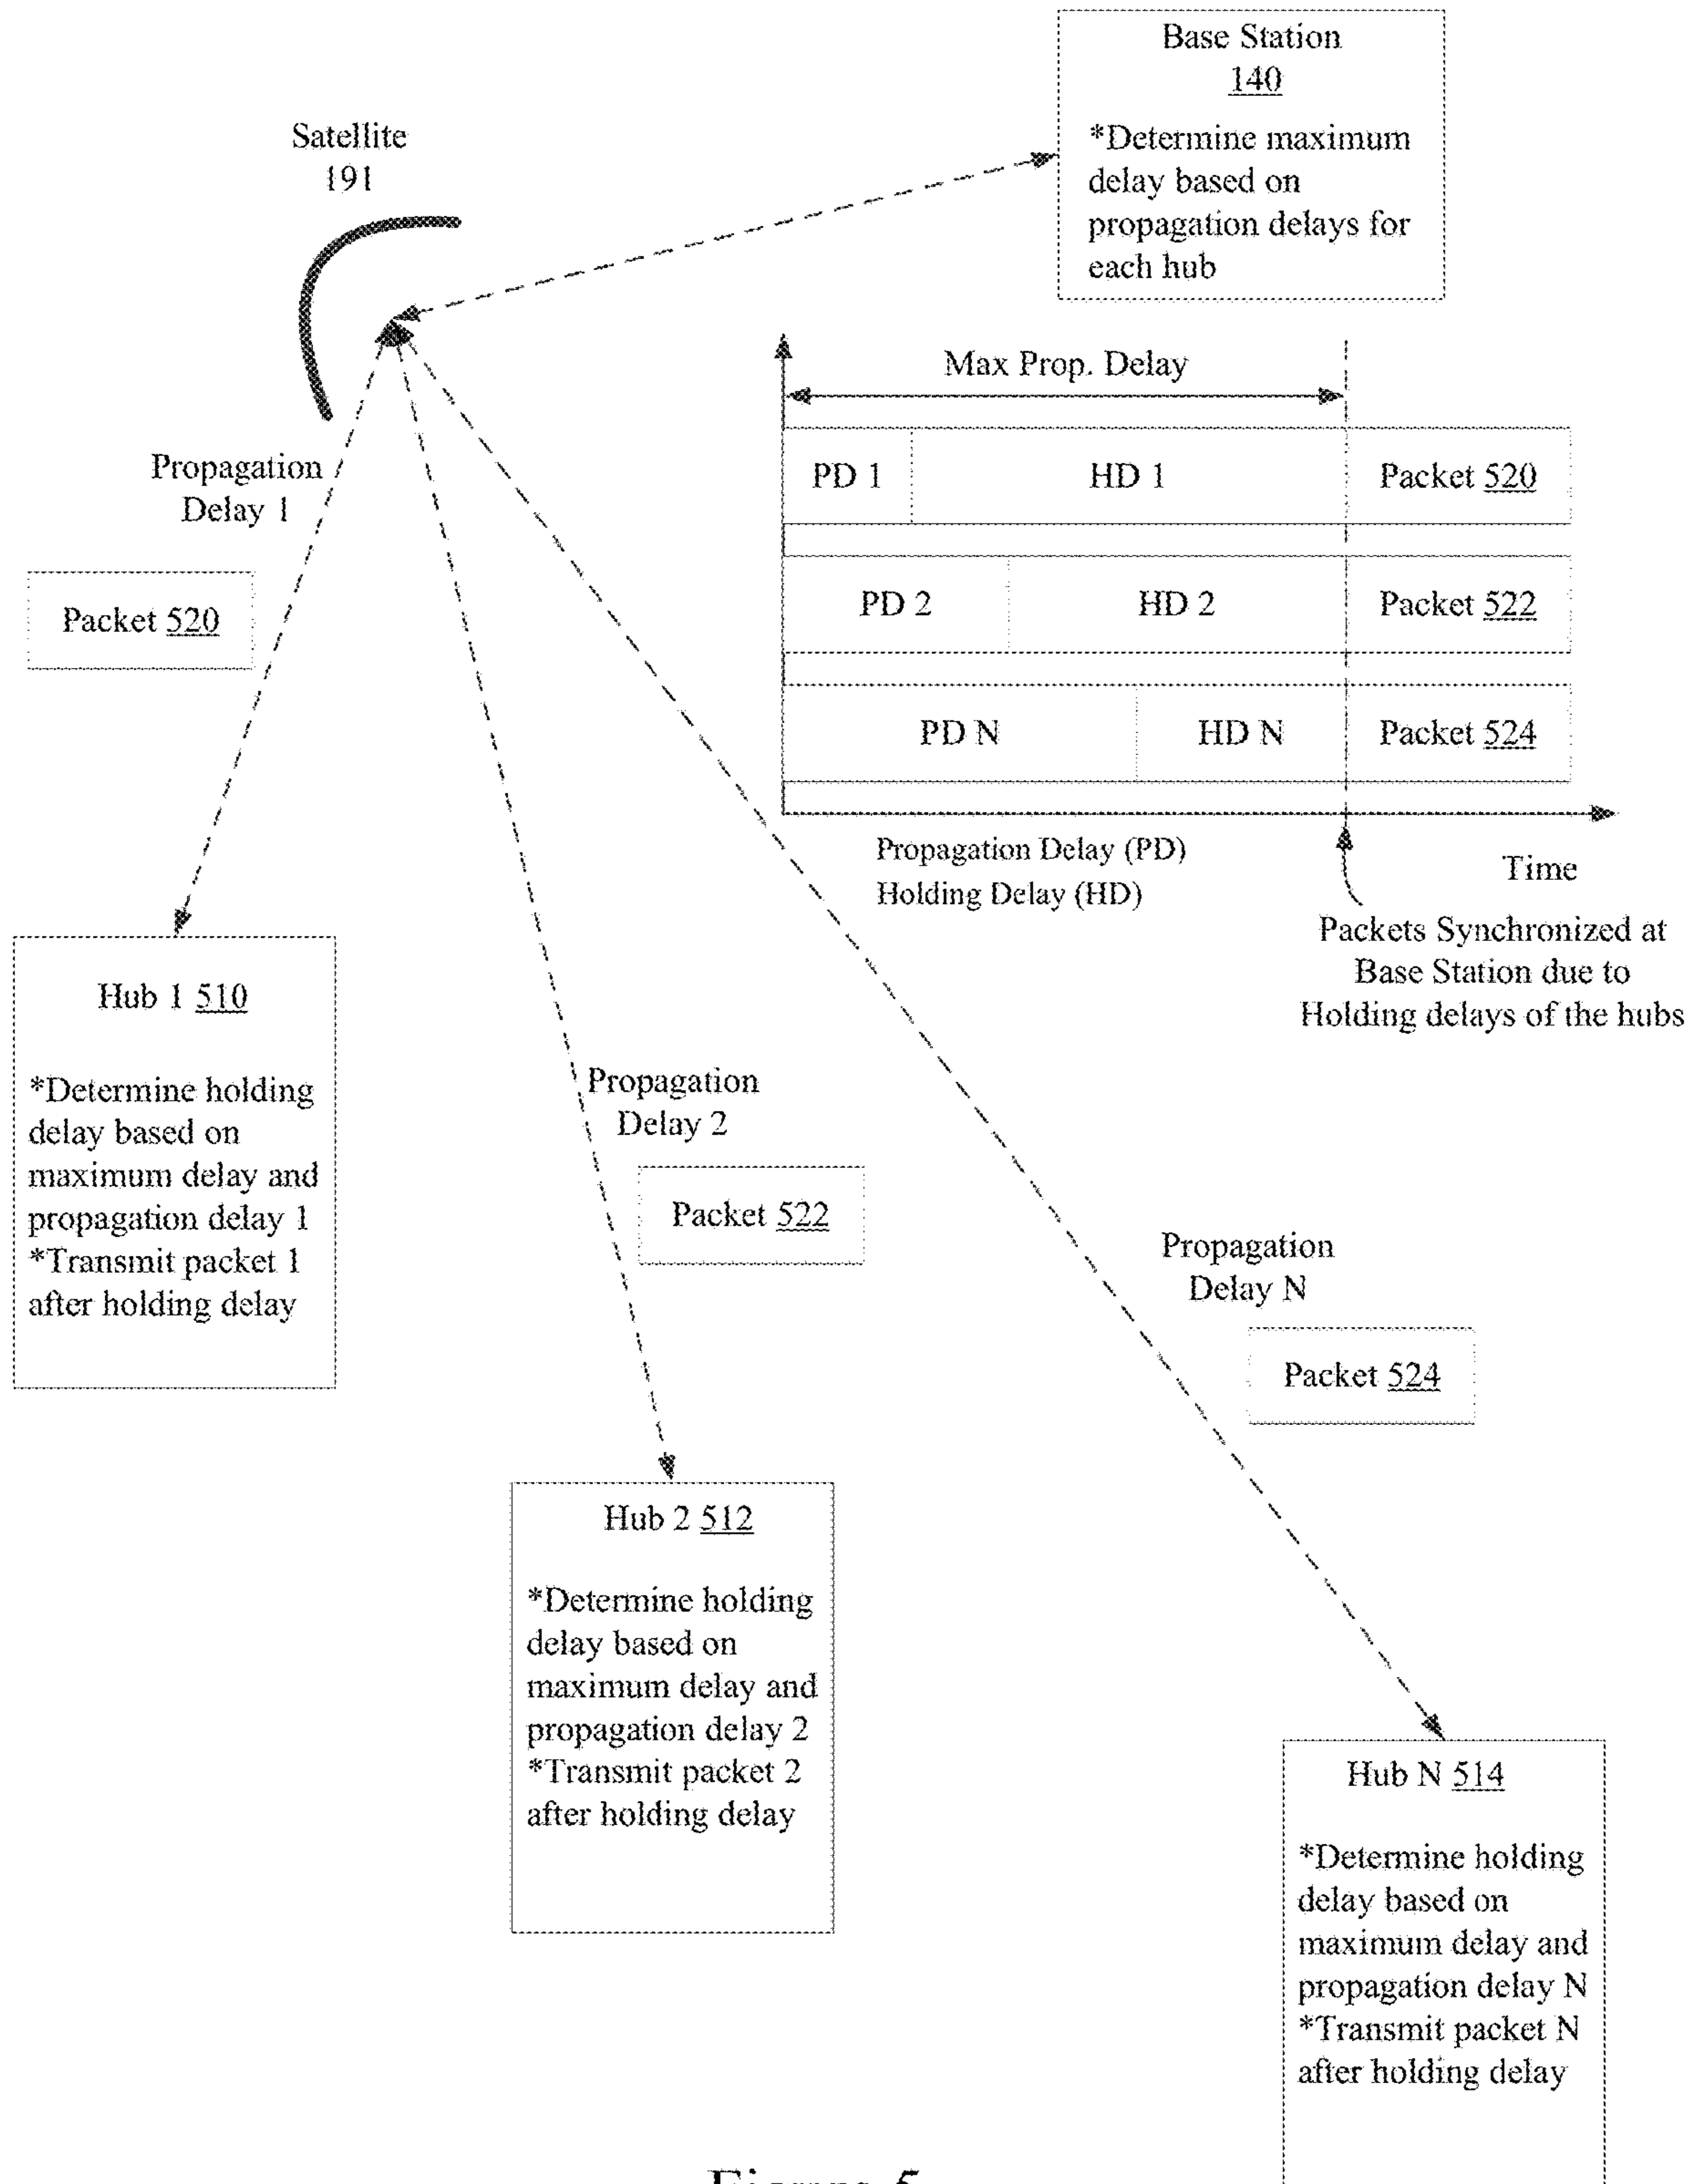 Base Station
140
*Determine maximum
delay based on
propagation delays for
each hub
Satellite
191
Max Prop. Delay
PD 1 HD 1 Packet 520
PD 2 HD 2 Packet 522
PD N HD N Packet 524
Propagation Delay (PD)
Holding Delay (HD)
Time
Packets Synchronized at
Base Station due to
Holding delays of the hubs
Propagation
Delay 1
Packet 520
Hub 1 510
*Determine holding
delay based on
maximum delay and
propagation delay 1
*Transmit packet 1
after holding delay
Propagation
Delay 2
Packet 522
Hub 2 512
*Determine holding
delay based on
maximum delay and
propagation delay 2
*Transmit packet 2
after holding delay
Propagation
Delay N
Packet 524
Hub N 514
*Determine holding
delay based on
maximum delay and
propagation delay N
*Transmit packet N
after holding delay
Figure 5